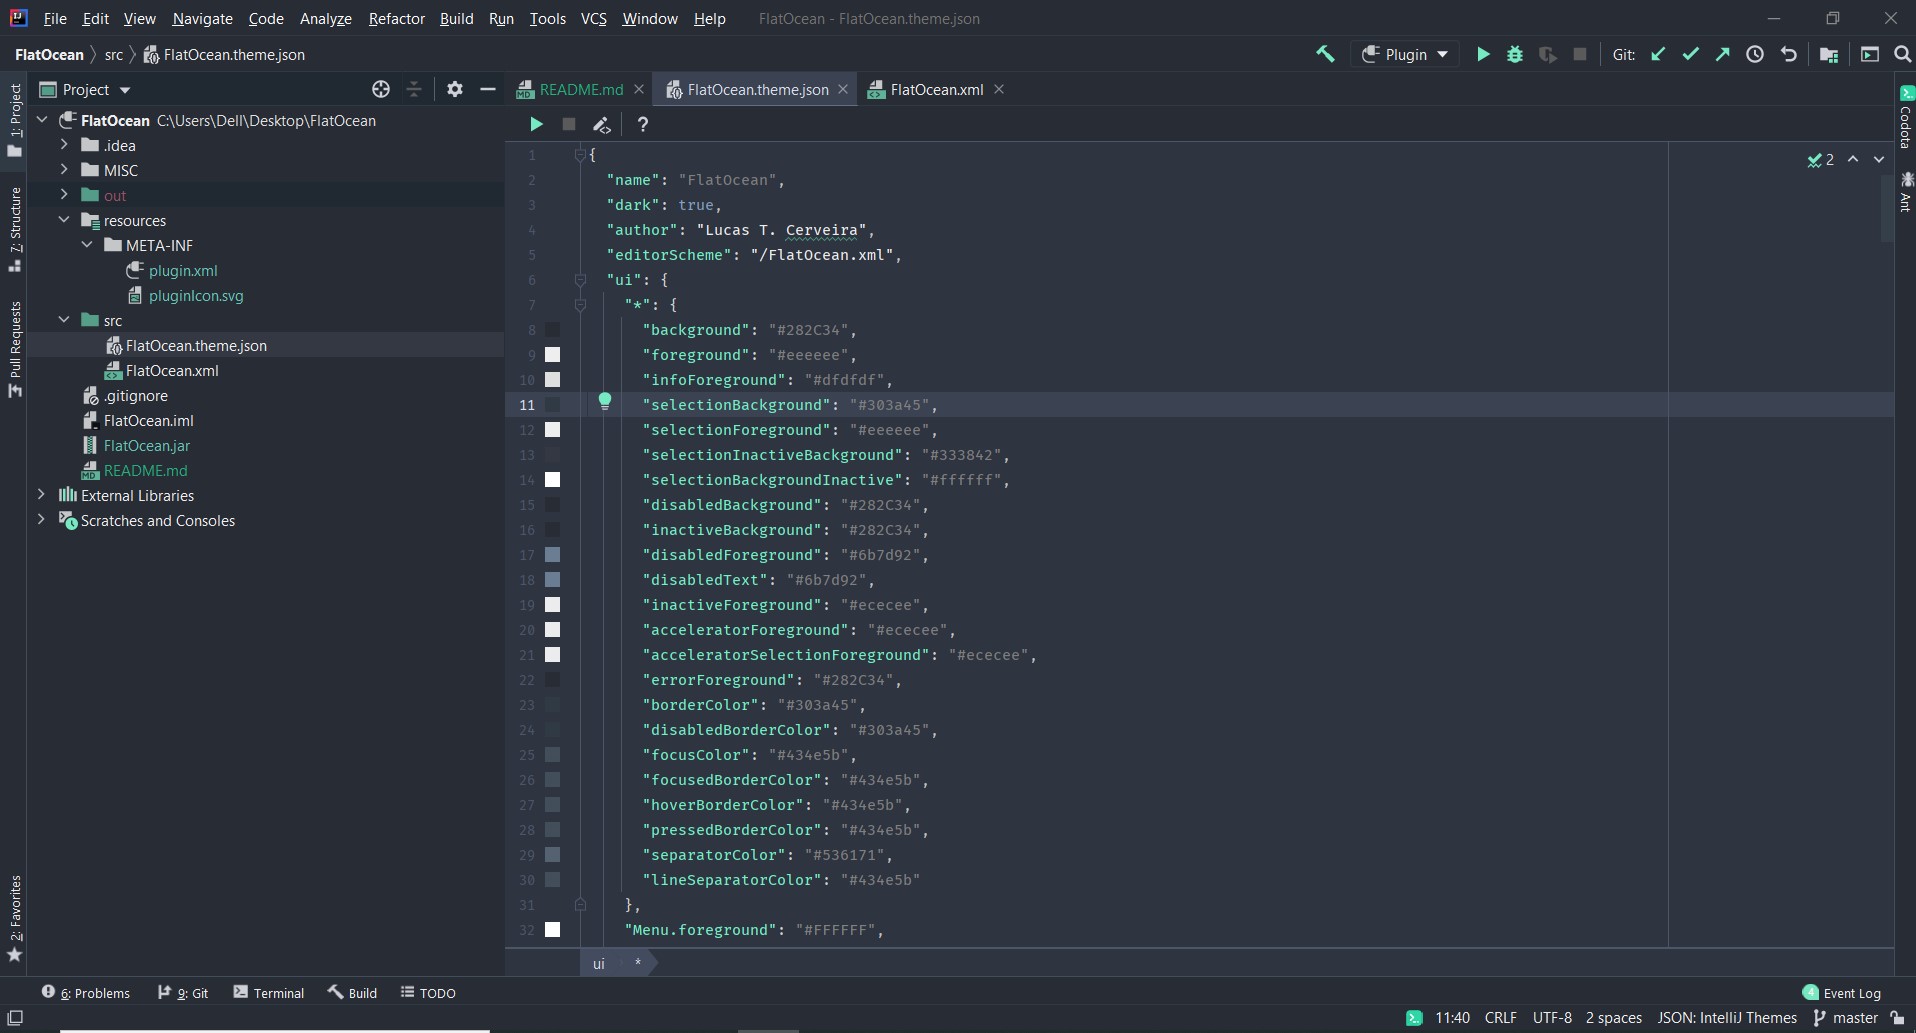 File Edit View Navigate Code Analyze Refactor Build Run Tools VCS Window Help FlatOcean - FlatOcean.theme.json
FlatOcean src FlatOcean.theme.json Plugin Git:
Project README.md FlatOcean.theme.json FlatOcean.xml
1: Project
7: Structure
Pull Requests
2: Favorites
FlatOcean C:\Users\Dell\Desktop\FlatOcean
.idea
MISC
out
resources
META-INF
plugin.xml
pluginIcon.svg
src
FlatOcean.theme.json
FlatOcean.xml
.gitignore
FlatOcean.iml
FlatOcean.jar
README.md
External Libraries
Scratches and Consoles
1 {
2 "name": "FlatOcean",
3 "dark": true,
4 "author": "Lucas T. Cerveira",
5 "editorScheme": "/FlatOcean.xml",
6 "ui": {
7 "*": {
8 "background": "#282C34",
9 "foreground": "#eeeeee",
10 "infoForeground": "#dfdfdf",
11 "selectionBackground": "#303a45",
12 "selectionForeground": "#eeeeee",
13 "selectionInactiveBackground": "#333842",
14 "selectionBackgroundInactive": "#ffffff",
15 "disabledBackground": "#282C34",
16 "inactiveBackground": "#282C34",
17 "disabledForeground": "#6b7d92",
18 "disabledText": "#6b7d92",
19 "inactiveForeground": "#ececee",
20 "acceleratorForeground": "#ececee",
21 "acceleratorSelectionForeground": "#ececee",
22 "errorForeground": "#282C34",
23 "borderColor": "#303a45",
24 "disabledBorderColor": "#303a45",
25 "focusColor": "#434e5b",
26 "focusedBorderColor": "#434e5b",
27 "hoverBorderColor": "#434e5b",
28 "pressedBorderColor": "#434e5b",
29 "separatorColor": "#536171",
30 "lineSeparatorColor": "#434e5b"
31 },
32 "Menu.foreground": "#FFFFFF",
2
Codota
Ant
ui *
6: Problems 9: Git Terminal Build TODO 4 Event Log
11:40 CRLF UTF-8 2 spaces JSON: IntelliJ Themes master